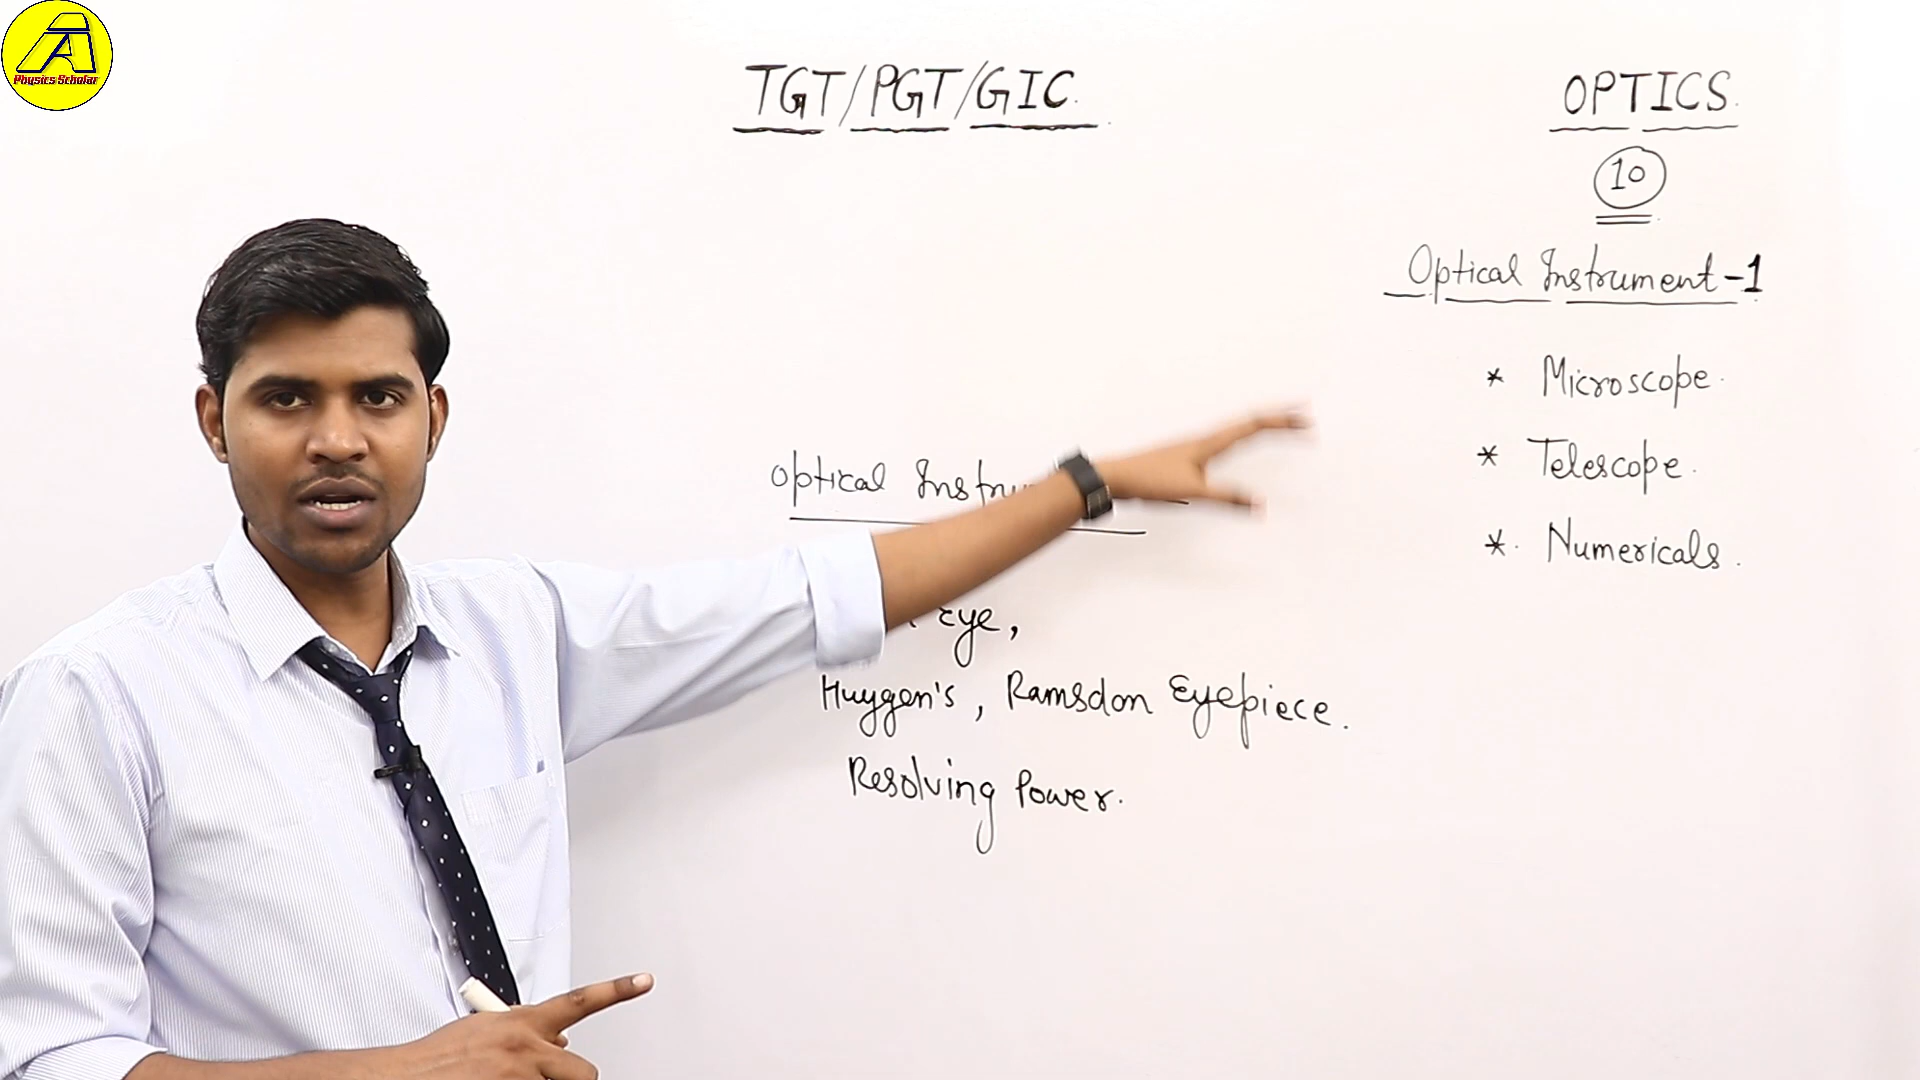 A
Physics Scholar
TGT/PGT/GIC.
OPTICS.
10
Optical Instrument-1
* Microscope.
* Telescope.
* Numericals.
Optical
Eye,
Huygen's, Ramsdon Eyepiece.
Resolving Power.